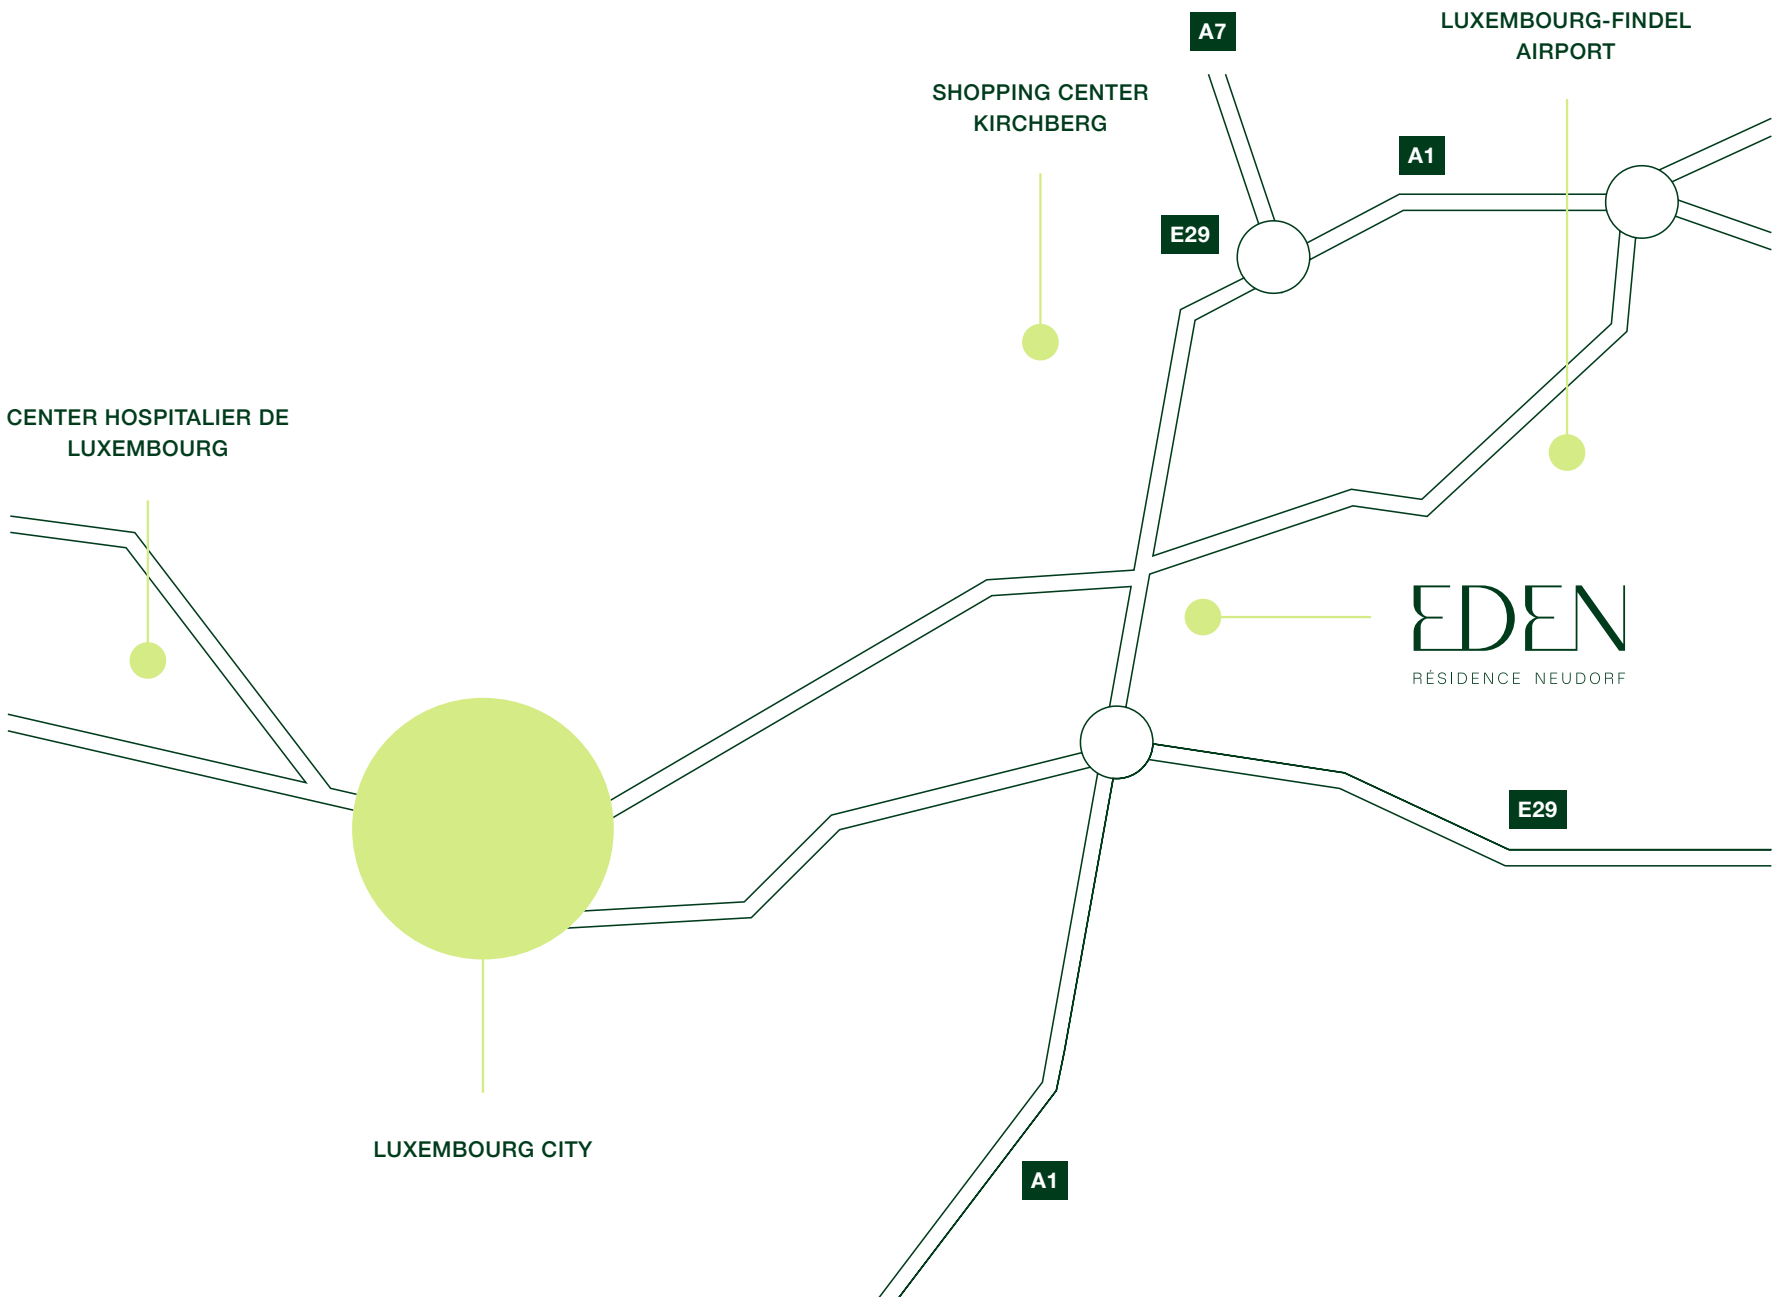 A7
LUXEMBOURG-FINDEL
AIRPORT
SHOPPING CENTER
KIRCHBERG
A1
E29
CENTER HOSPITALIER DE
LUXEMBOURG
EDEN
RÉSIDENCE NEUDORF
E29
LUXEMBOURG CITY
A1